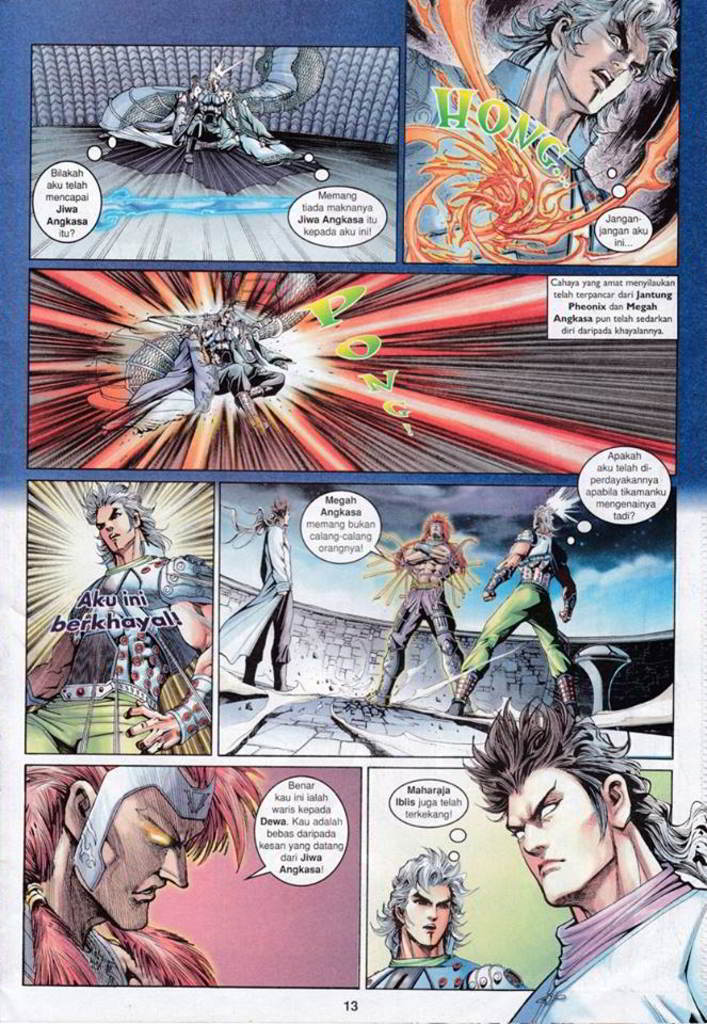 Bilakah
aku telah
mencapai
Jiwa
Angkasa
itu?
Memang
tiada maknanya
Jiwa Angkasa itu
kepada aku ini!
HONG..
Jangan-
jangan aku
ini...
Cahaya yang amat menyilaukan
telah terpancar dari Jantung
Pheonix dan Megah
Angkasa pun telah sedarkan
diri daripada khayalannya.
PONG!
Aku ini
berkhayal!
Megah
Angkasa
memang bukan
calang-calang
orangnya!
Apakah
aku telah di-
perdayakannya
apabila tikamanku
mengenainya
tadi?
Benar
kau ini ialah
waris kepada
Dewa. Kau adalah
bebas daripada
kesan yang datang
dari Jiwa
Angkasa!
Maharaja
Iblis juga telah
terkekang!
13